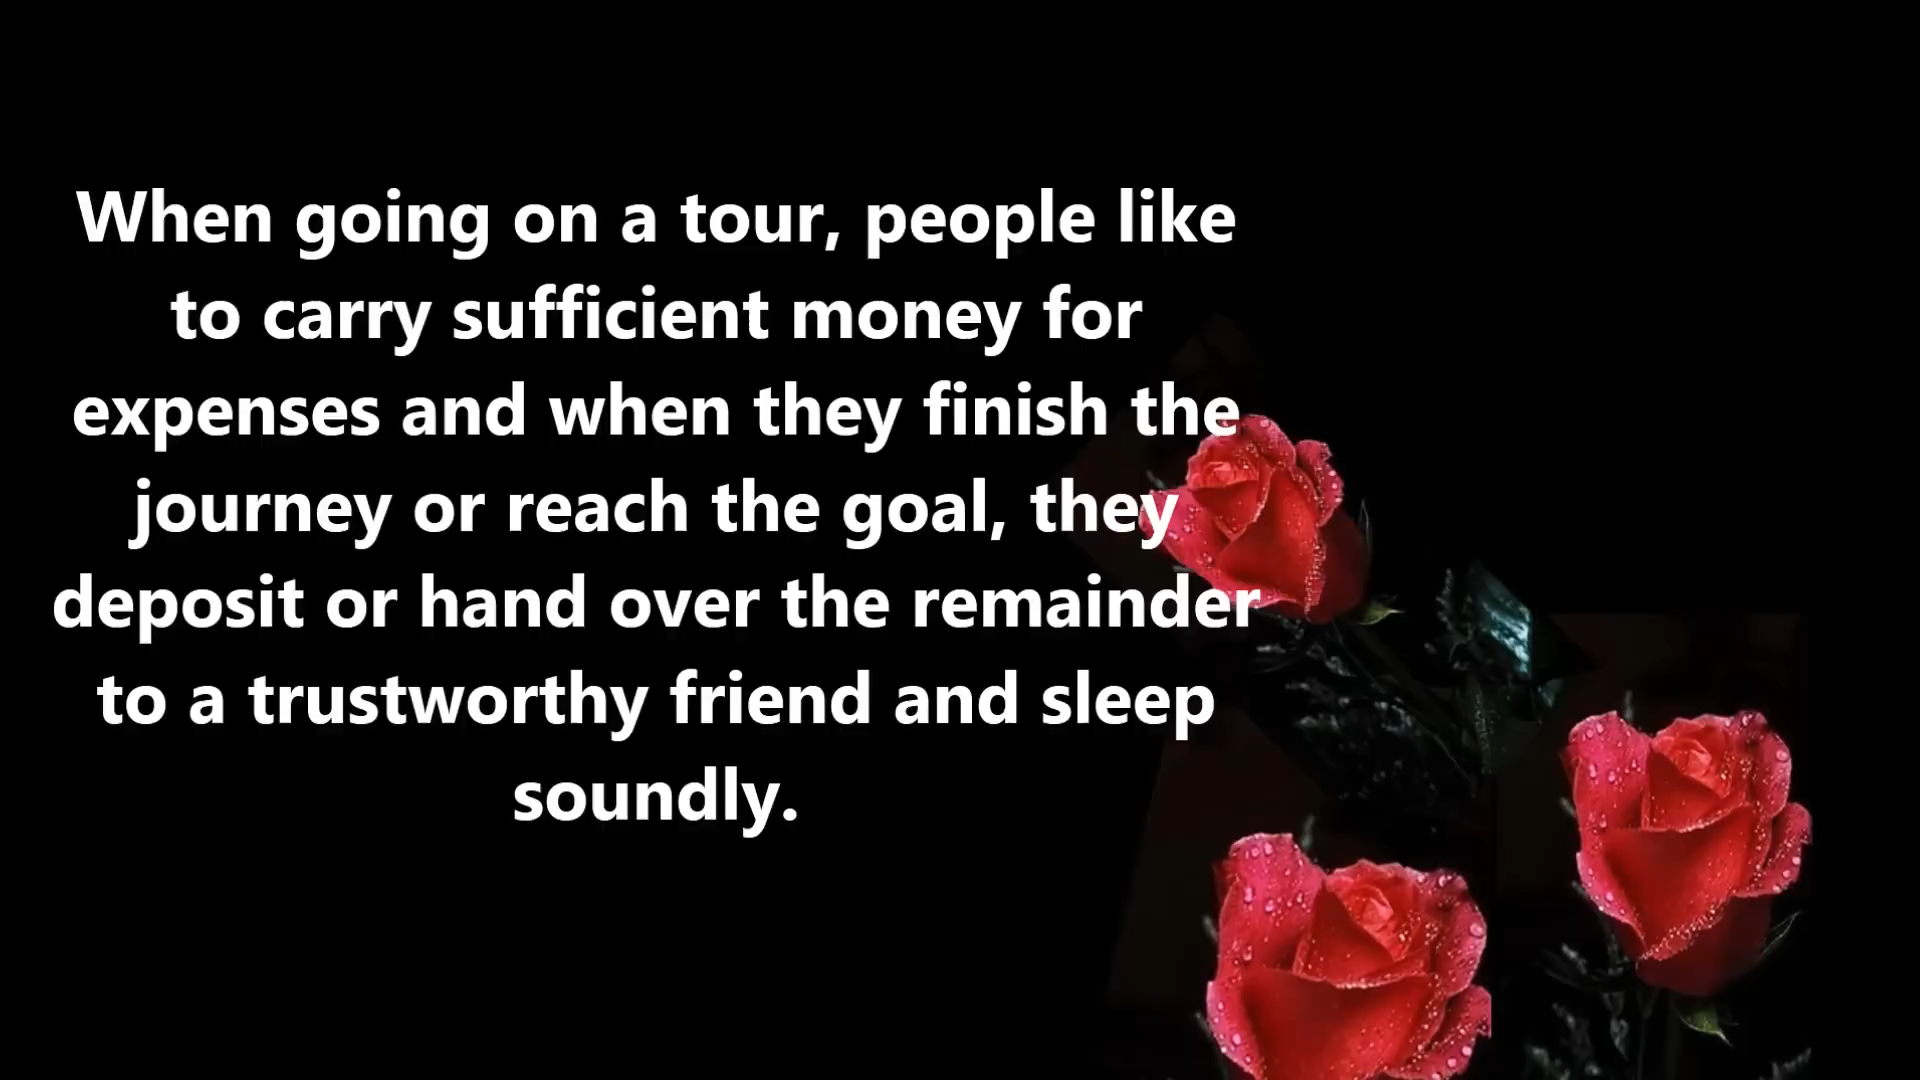 When going on a tour, people like
to carry sufficient money for
expenses and when they finish the
journey or reach the goal, they
deposit or hand over the remainder
to a trustworthy friend and sleep
soundly.